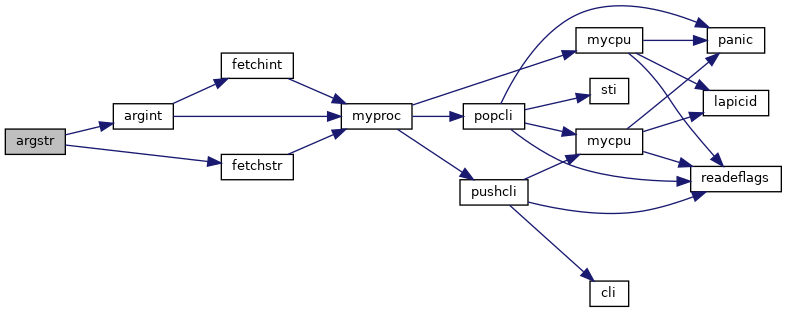 argstr
argint
fetchint
fetchstr
myproc
popcli
pushcli
mycpu
sti
mycpu
cli
panic
lapicid
readeflags